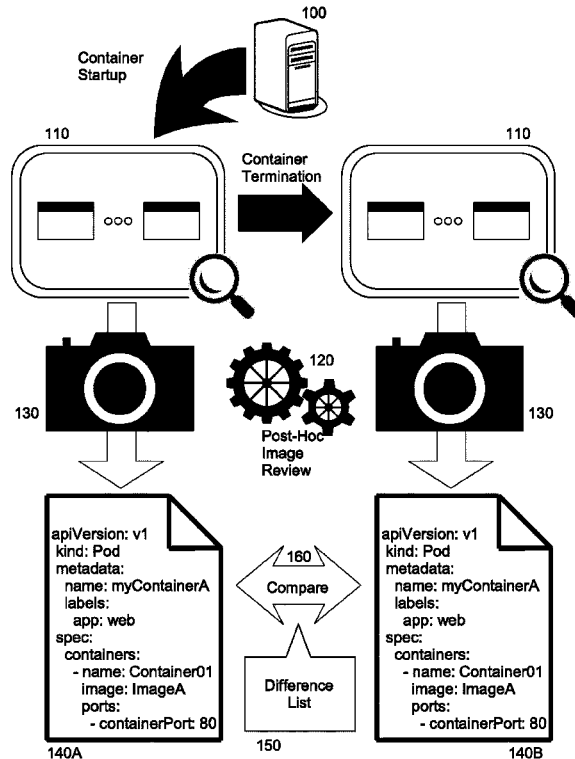 100
Container
Startup
110
110
Container
Termination
120
130
130
Post-Hoc
Image
Review
apiVersion: v1
kind: Pod
metadata:
name: myContainerA
labels:
app: web
spec:
containers:
- name: Container01
image: ImageA
ports:
- containerPort: 80
140A
160
Compare
Difference
List
150
apiVersion: v1
kind: Pod
metadata:
name: myContainerA
labels:
app: web
spec:
containers:
- name: Container01
image: ImageA
ports:
- containerPort: 80
140B